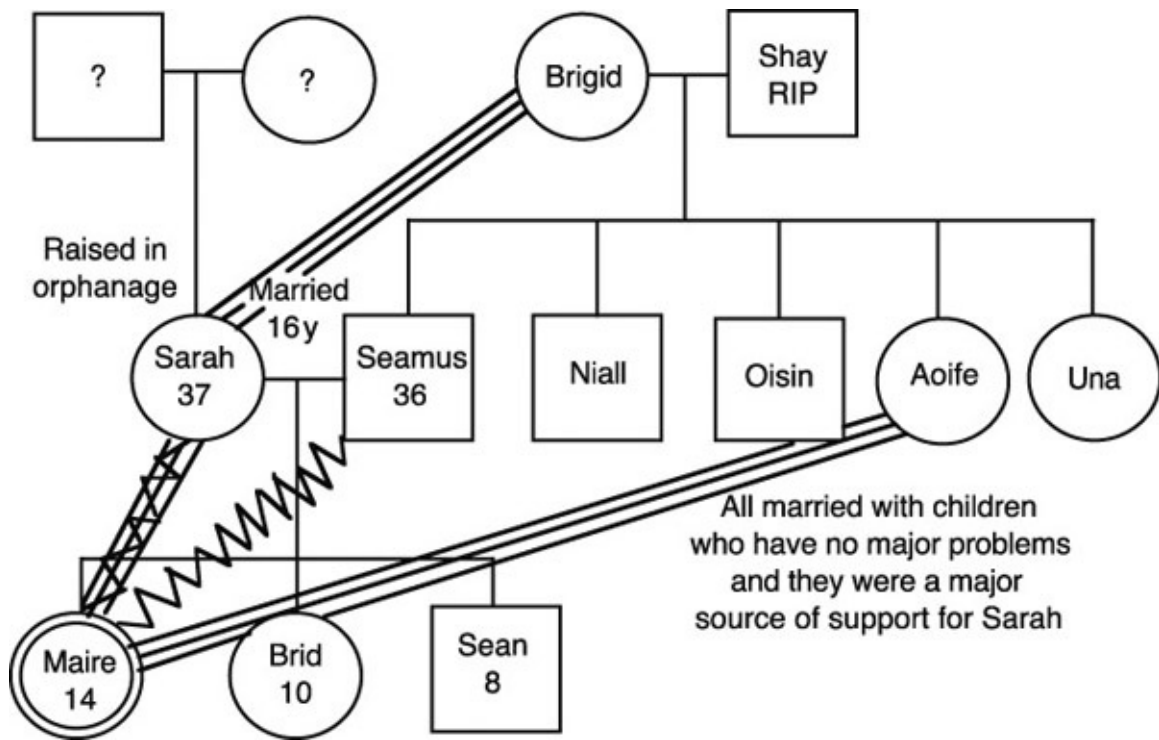 ?
?
Brigid
Shay
RIP
Raised in
orphanage
Married
16y
Sarah
37
Seamus
36
Niall
Oisin
Aoife
Una
All married with children
who have no major problems
and they were a major
source of support for Sarah
Maire
14
Brid
10
Sean
8